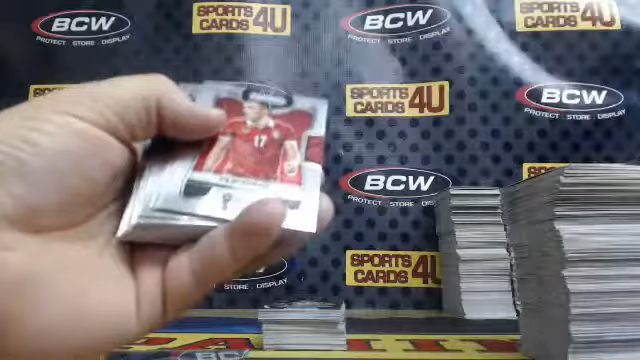 BCW
PROTECT . STORE . DISPLAY
SPORTS
CARDS 4U
BCW
PROTECT . STORE . DISPLAY
SPORTS
CARDS 4U
SPORTS
CARDS 4U
BCW
PROTECT . STORE . DISPLAY
17
BCW
PROTECT . STORE . DISPLAY
SPORTS
CARDS 4U
DISPLAY
BCW